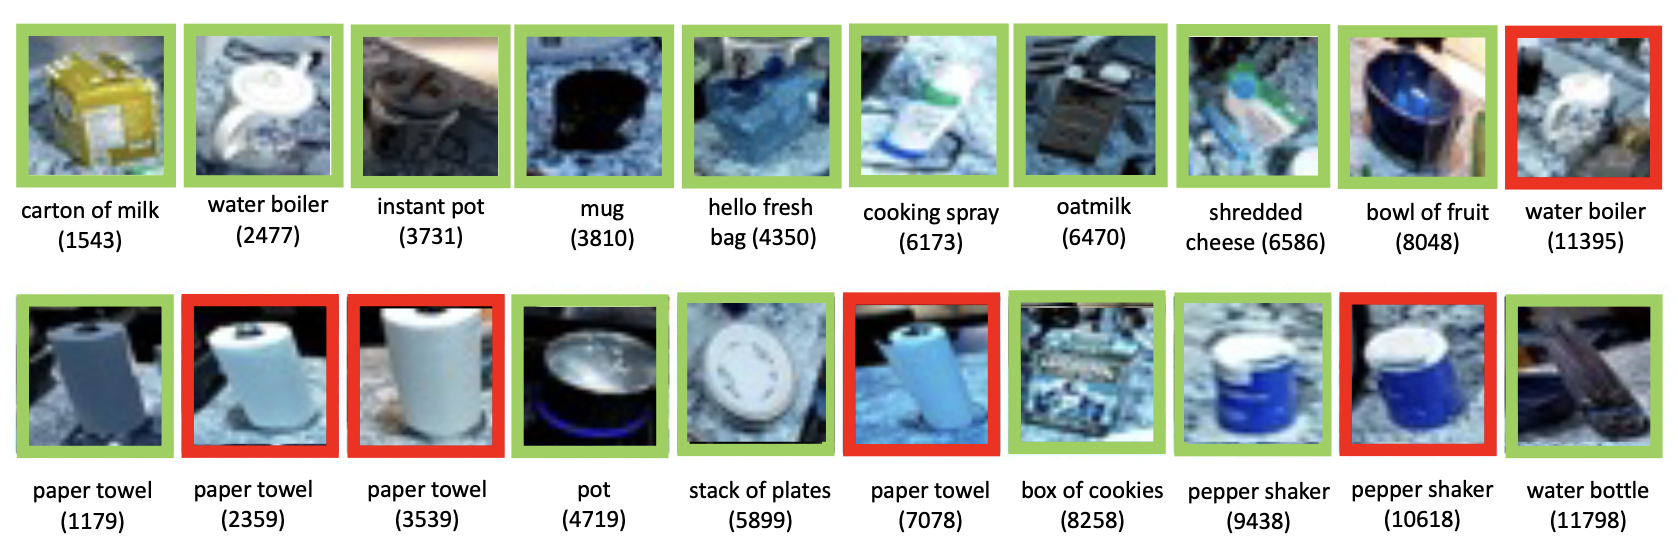 carton of milk
(1543)
water boiler
(2477)
instant pot
(3731)
mug
(3810)
hello fresh
bag (4350)
cooking spray
(6173)
oatmilk
(6470)
shredded
cheese (6586)
bowl of fruit
(8048)
water boiler
(11395)
paper towel
(1179)
paper towel
(2359)
paper towel
(3539)
pot
(4719)
stack of plates
(5899)
paper towel
(7078)
box of cookies
(8258)
pepper shaker
(9438)
pepper shaker
(10618)
water bottle
(11798)